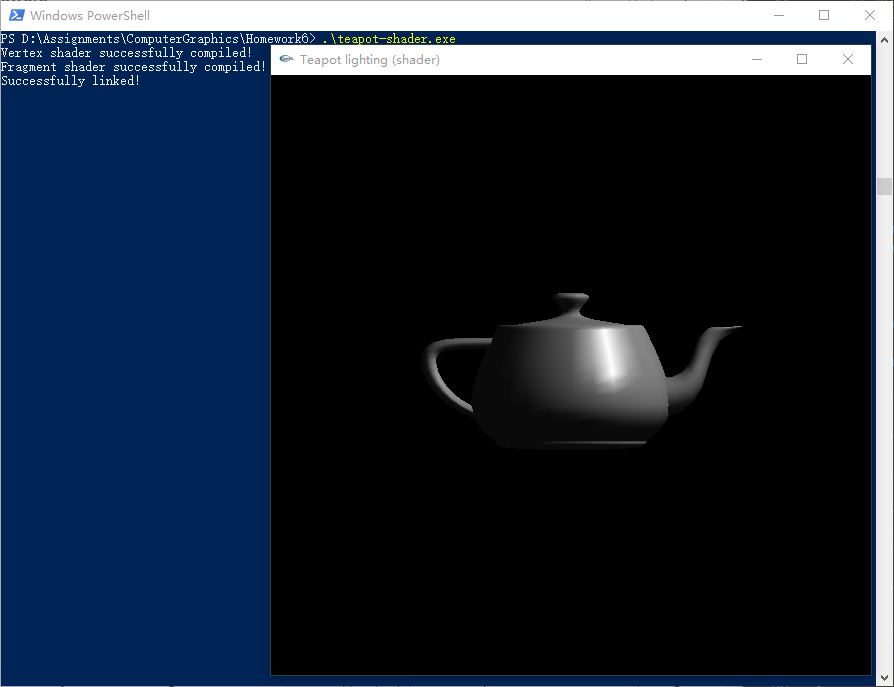 Windows PowerShell
PS D:\Assignments\ComputerGraphics\Homework6> .\teapot-shader.exe
Vertex shader successfully compiled!
Fragment shader successfully compiled!
Successfully linked!
Teapot lighting (shader)